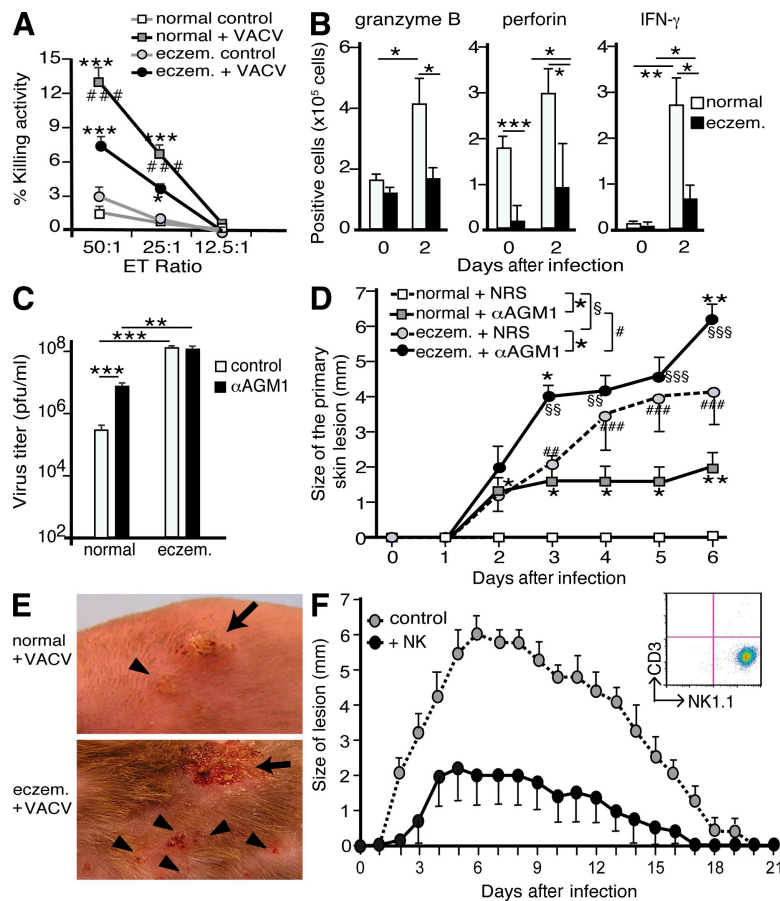 A
normal control
normal + VACV
eczem. control
eczem. + VACV
% Killing activity
15
12
9
6
3
0
***
###
***
***
###
*
50:1 25:1 12.5:1
ET Ratio
B
granzyme B perforin IFN-γ
Positive cells (x10⁵ cells)
6
4
2
0
* *
0 2
4
3
2
1
0
***
*
*
0 2
4
3
2
1
0
*
** *
normal
eczem.
0 2
Days after infection
C
Virus titer (pfu/ml)
10⁸
10⁶
10⁴
10²
**
***
***
control
αAGM1
normal eczem.
D
Size of the primary
skin lesion (mm)
7
6
5
4
3
2
1
0
normal + NRS
normal + αAGM1
eczem. + NRS
eczem. + αAGM1
*
§
*
#
**
§§§
*
§§
§§
§§§
##
###
###
###
*
*
*
*
**
0 1 2 3 4 5 6
Days after infection
E
normal
+VACV
eczem.
+VACV
F
Size of lesion (mm)
6
5
4
3
2
1
0
control
+ NK
CD3
NK1.1
0 3 6 9 12 15 18 21
Days after infection